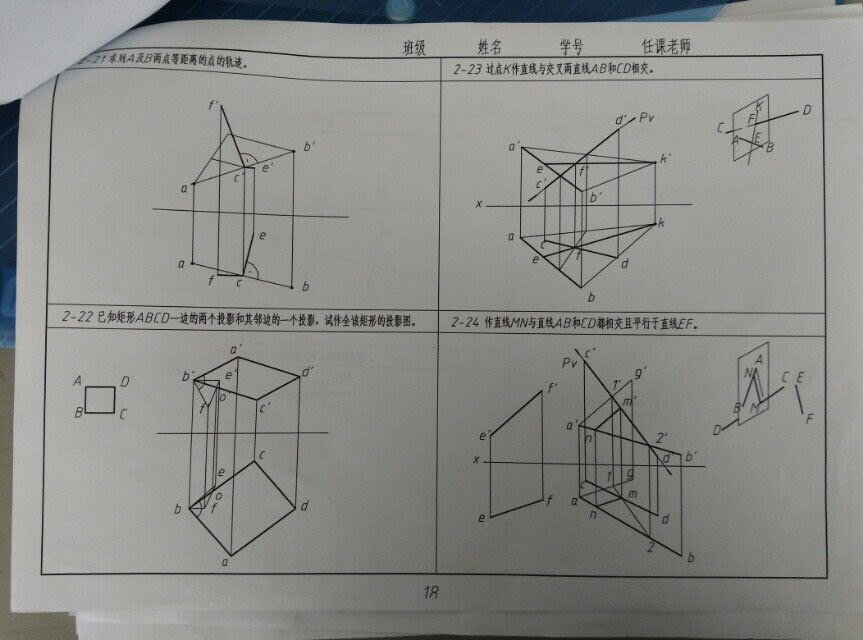 班级 姓名 学号 任课老师
2-21 求到A及B两点等距离的点的轨迹。
f'
b'
e'
c'
a
e
a
f
c
b
2-23 过点K作直线与交叉两直线AB和CD相交。
d' Pv
a'
k'
e f'
c'
b'
x
a
k
c
e f d
b
K
D
F
C
A E
B
2-22 已知矩形ABCD一边的两个投影和其邻边的一个投影，试作全该矩形的投影图。
A D
B C
a'
b' e' d'
o'
f'
c'
c
e
o
b f d
a
2-24 作直线MN与直线AB和CD都相交且平行于直线EF。
c'
Pv g'
f' 1'
m'
a'
e' n 2'
d' b'
x
1 g
c
a m
f
e n d
2
b
A
N C E
B M
F
D
18